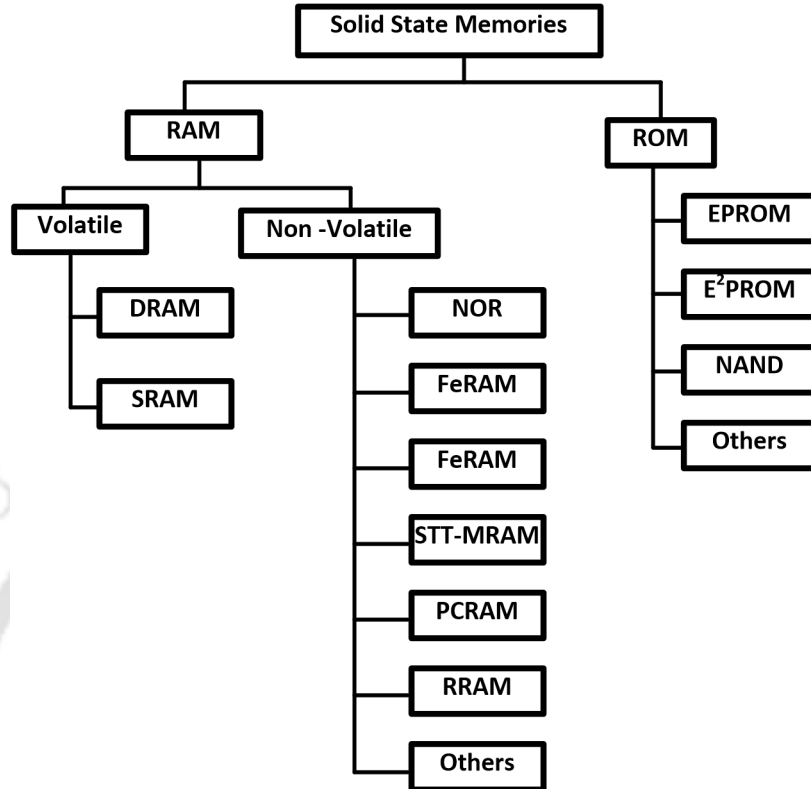 Solid State Memories
RAM
ROM
Volatile
Non -Volatile
DRAM
SRAM
NOR
FeRAM
FeRAM
STT-MRAM
PCRAM
RRAM
Others
EPROM
E²PROM
NAND
Others